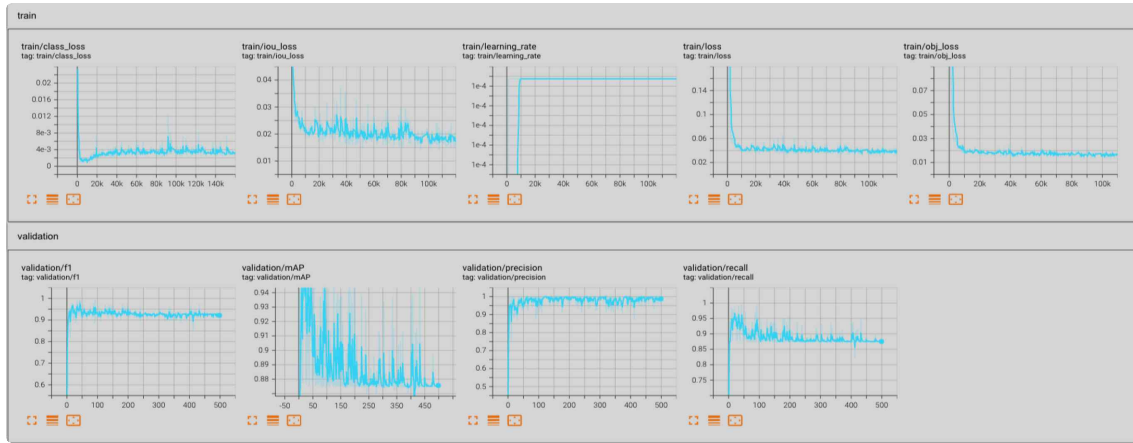 train
train/class_loss
tag: train/class_loss
0.02
0.016
0.012
8e-3
4e-3
0
0 20k 40k 60k 80k 100k 120k 140k
train/iou_loss
tag: train/iou_loss
0.04
0.03
0.02
0.01
0 20k 40k 60k 80k 100k
train/learning_rate
tag: train/learning_rate
1e-4
1e-4
1e-4
1e-4
1e-4
0 20k 40k 60k 80k 100k
train/loss
tag: train/loss
0.14
0.1
0.06
0.02
0 20k 40k 60k 80k 100k
train/obj_loss
tag: train/obj_loss
0.07
0.05
0.03
0.01
0 20k 40k 60k 80k 100k
validation
validation/f1
tag: validation/f1
1
0.9
0.8
0.7
0.6
0 100 200 300 400 500
validation/mAP
tag: validation/mAP
0.94
0.93
0.92
0.91
0.9
0.89
0.88
-50 50 150 250 350 450
validation/precision
tag: validation/precision
1
0.9
0.8
0.7
0.6
0.5
0 100 200 300 400 500
validation/recall
tag: validation/recall
1
0.95
0.9
0.85
0.8
0.75
0 100 200 300 400 500